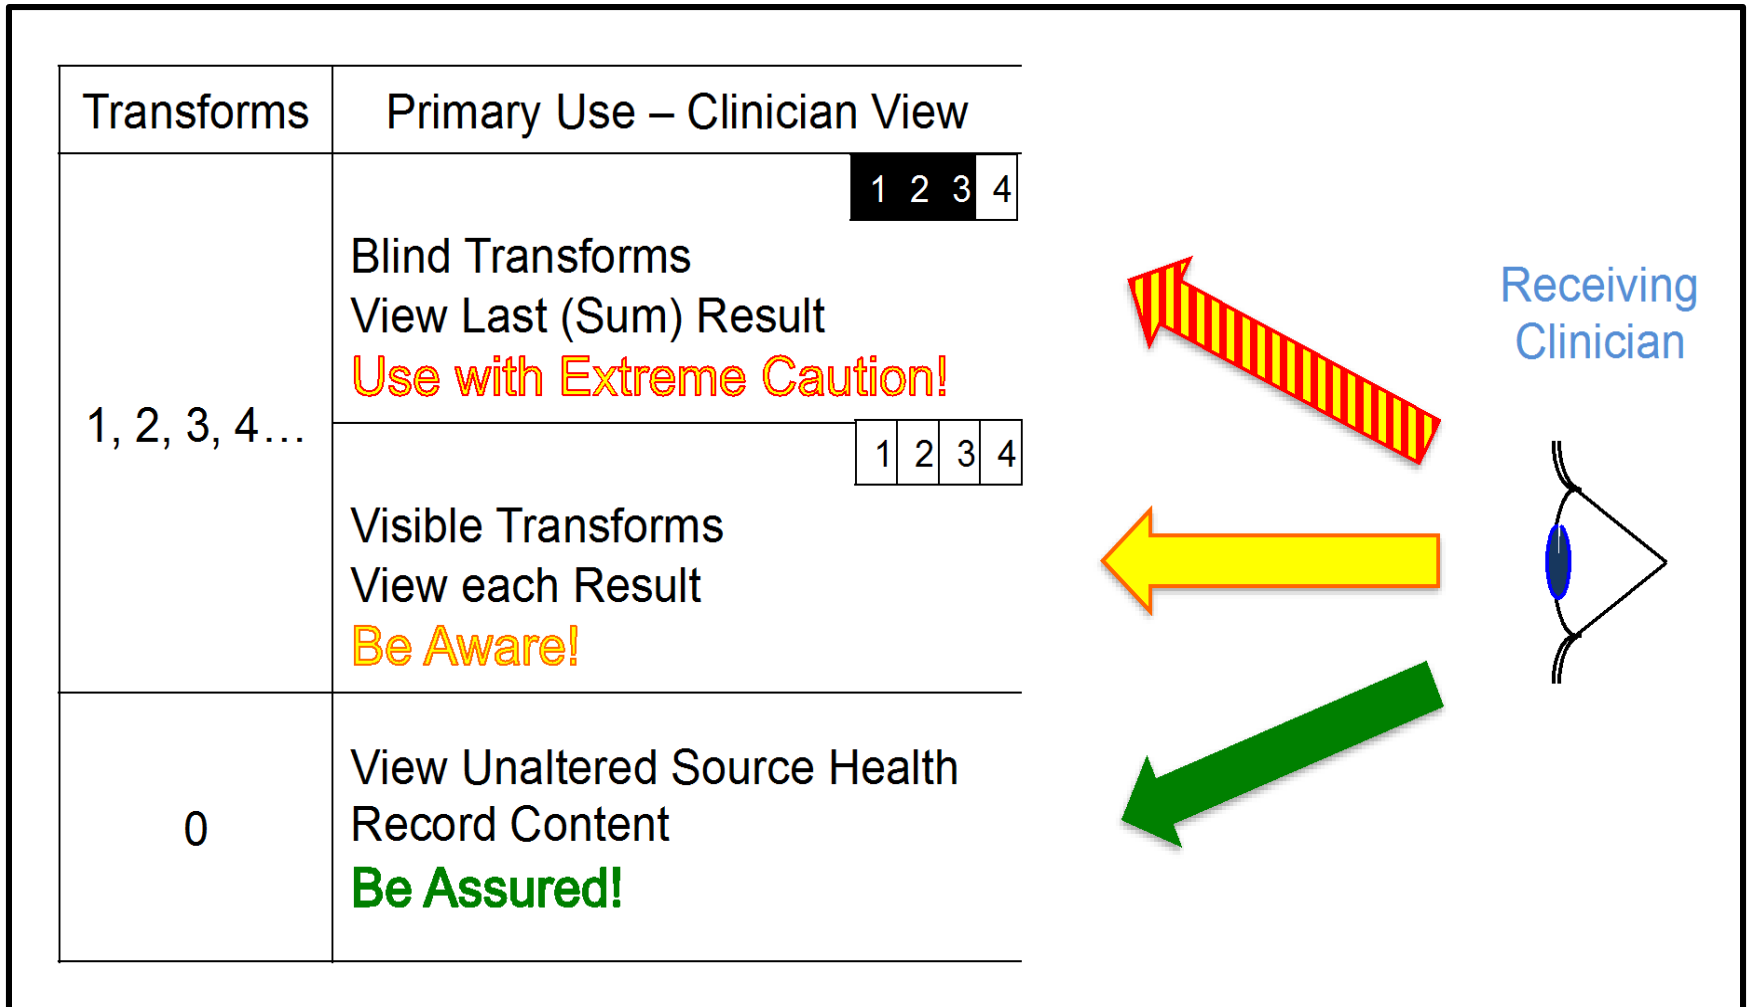 Transforms
Primary Use – Clinician View
1 2 3 4
Blind Transforms
View Last (Sum) Result
Use with Extreme Caution!
1, 2, 3, 4...
1 2 3 4
Visible Transforms
View each Result
Be Aware!
0
View Unaltered Source Health
Record Content
Be Assured!
Receiving
Clinician